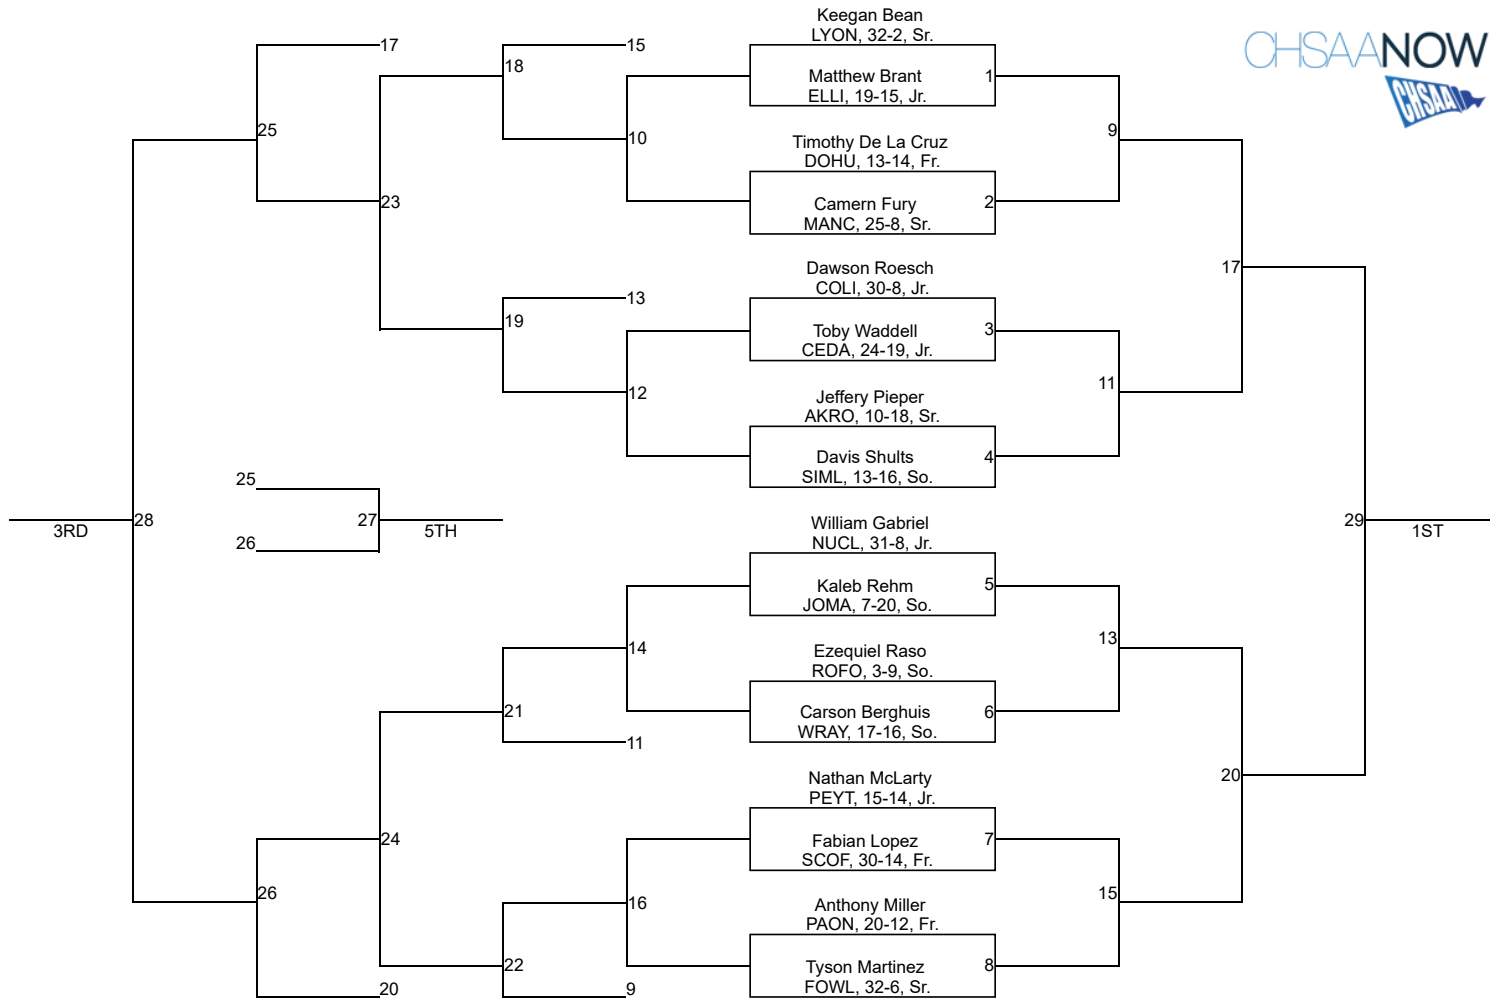 Keegan Bean
LYON, 32-2, Sr.
CHSAANOW
CHSAA
17
15
18
Matthew Brant
1
ELLI, 19-15, Jr.
25
10
9
Timothy De La Cruz
DOHU, 13-14, Fr.
23
Camern Fury
2
MANC, 25-8, Sr.
Dawson Roesch
17
COLI, 30-8, Jr.
13
19
Toby Waddell
3
CEDA, 24-19, Jr.
12
11
Jeffery Pieper
AKRO, 10-18, Sr.
Davis Shults
4
SIML, 13-16, So.
25
28
27
29
3RD
5TH
1ST
26
William Gabriel
NUCL, 31-8, Jr.
Kaleb Rehm
5
JOMA, 7-20, So.
14
13
Ezequiel Raso
ROFO, 3-9, So.
21
Carson Berghuis
6
WRAY, 17-16, So.
11
Nathan McLarty
20
PEYT, 15-14, Jr.
24
Fabian Lopez
7
SCOF, 30-14, Fr.
26
16
15
Anthony Miller
PAON, 20-12, Fr.
22
Tyson Martinez
8
FOWL, 32-6, Sr.
20
9